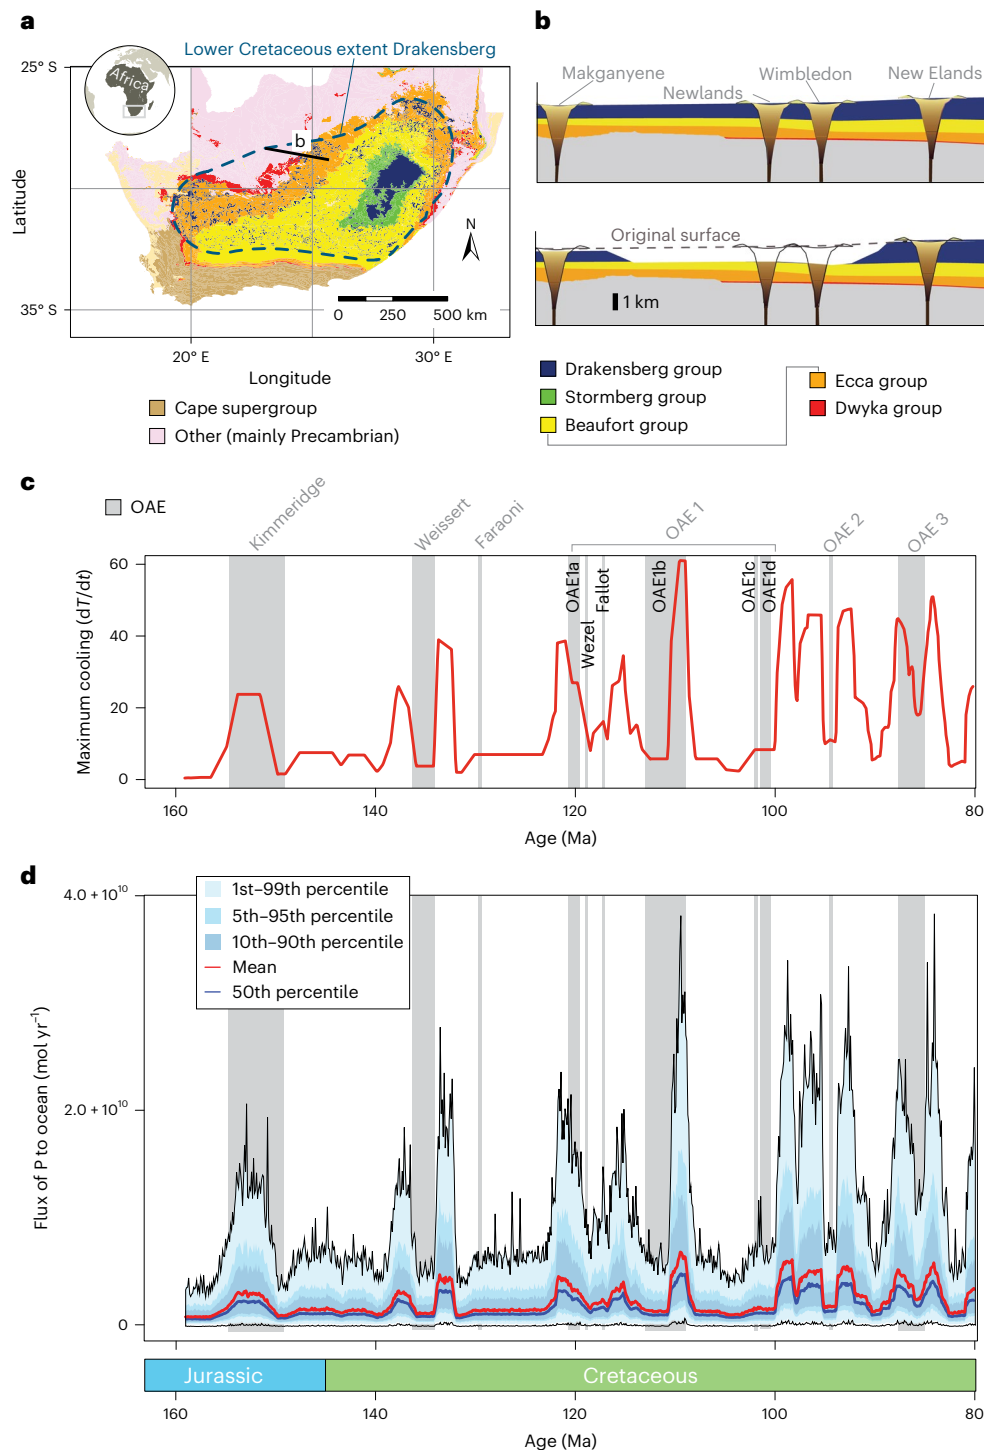 a
Lower Cretaceous extent Drakensberg
25° S
Africa
b
Latitude
N
35° S
0 250 500 km
20° E 30° E
Longitude
Cape supergroup
Other (mainly Precambrian)
b
Makganyene
Newlands
Wimbledon
New Elands
Original surface
1 km
Drakensberg group
Stormberg group
Beaufort group
Ecca group
Dwyka group
c
OAE
Kimmeridge
Weissert
Faraoni
OAE 1
OAE 2
OAE 3
OAE1a
Wezel
Fallot
OAE1b
OAE1c
OAE1d
Maximum cooling (dT/dt)
60
40
20
0
160 140 120 100 80
Age (Ma)
d
1st–99th percentile
5th–95th percentile
10th–90th percentile
Mean
50th percentile
Flux of P to ocean (mol yr⁻¹)
4.0 + 10¹⁰
2.0 + 10¹⁰
0
Jurassic Cretaceous
160 140 120 100 80
Age (Ma)